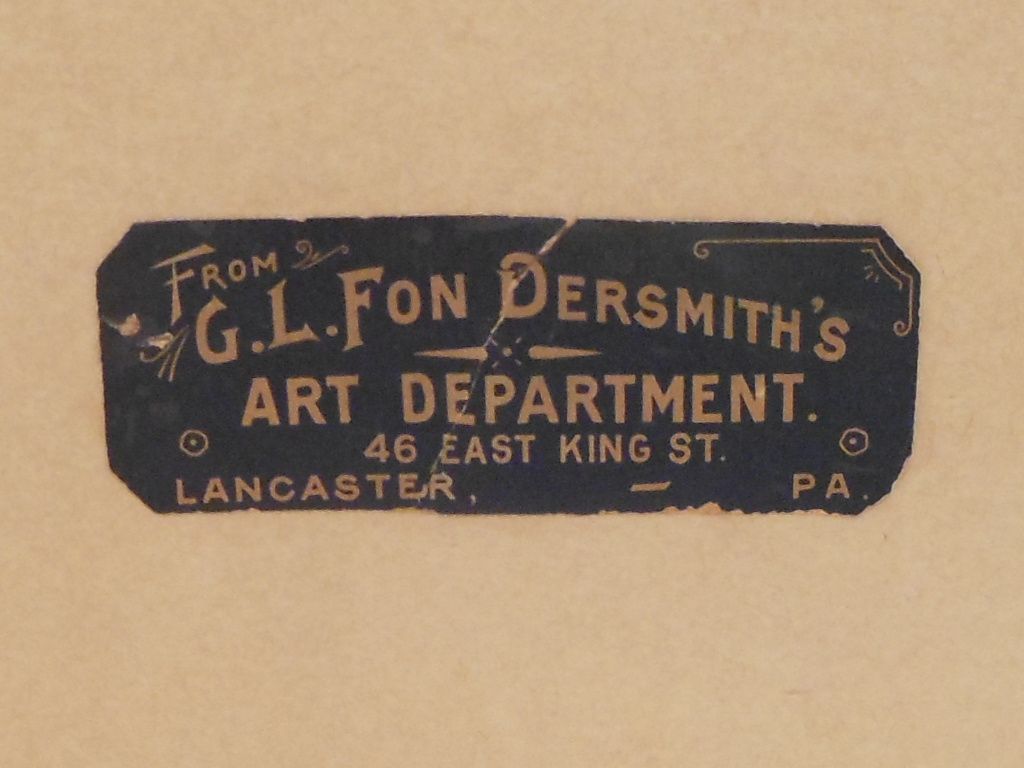 FROM
G. L. FON DERSMITH'S
ART DEPARTMENT.
46 EAST KING ST.
LANCASTER, — PA.